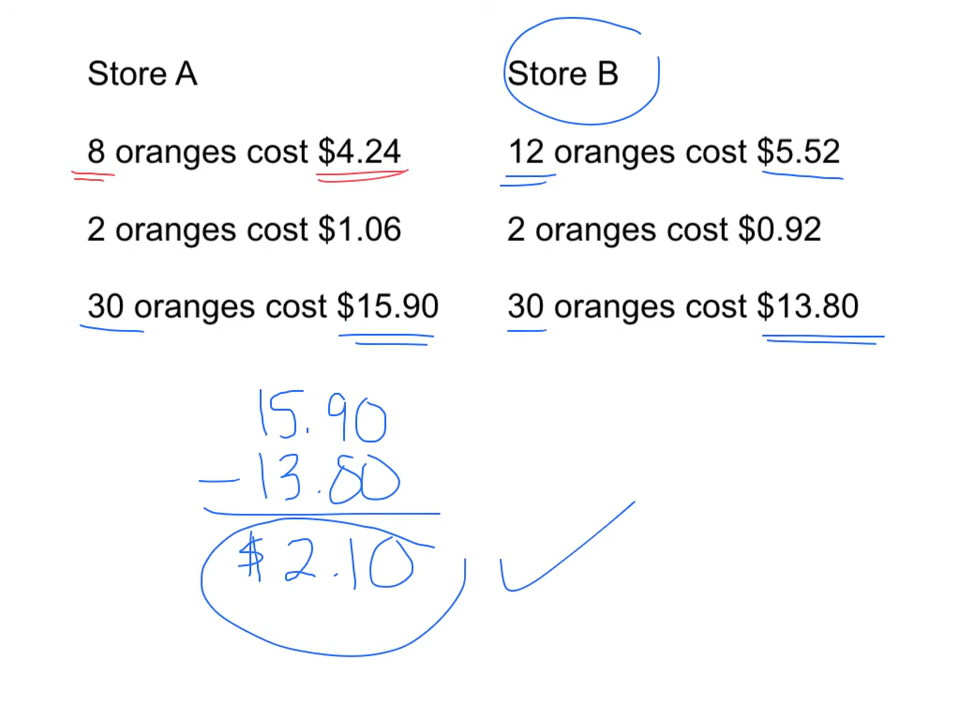 Store A
8 oranges cost $4.24
2 oranges cost $1.06
30 oranges cost $15.90
Store B
12 oranges cost $5.52
2 oranges cost $0.92
30 oranges cost $13.80
15.90
- 13.80
$2.10